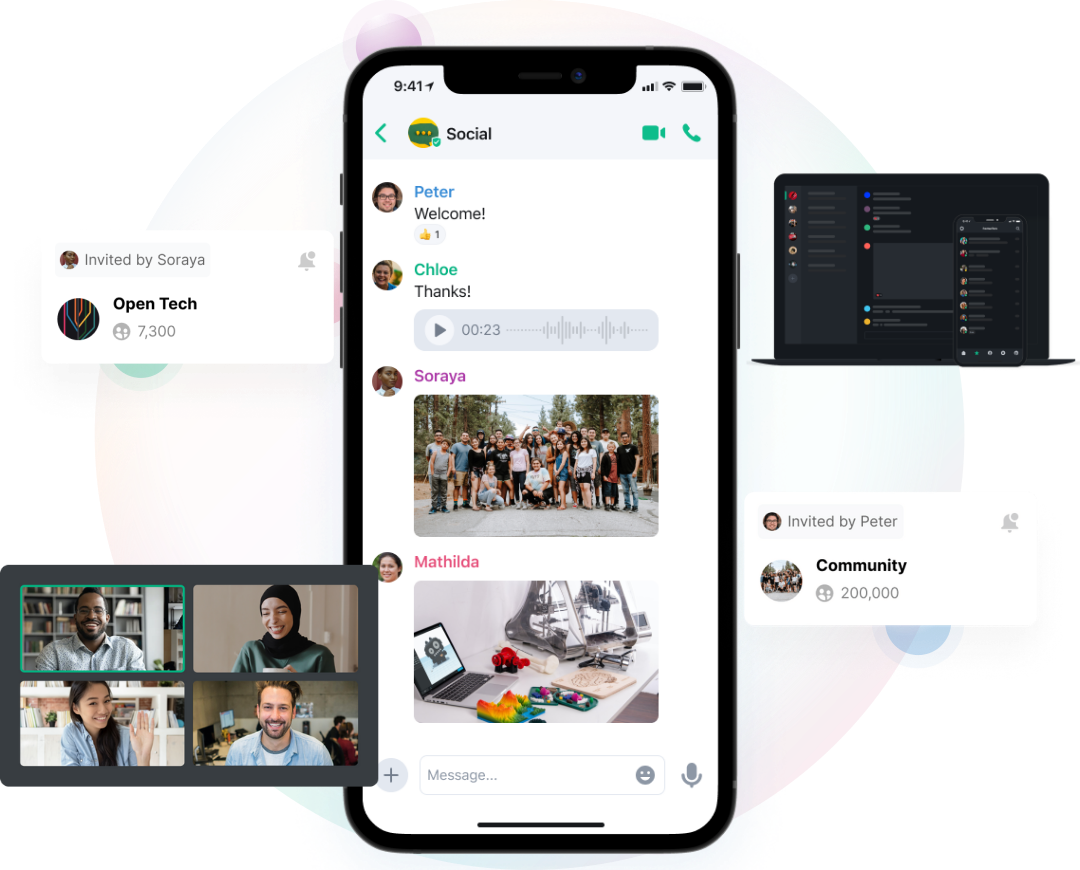 9:41
Social
Peter
Welcome!
👍 1
Chloe
Thanks!
00:23
Soraya
Mathilda
Message...
Invited by Soraya
Open Tech
7,300
Invited by Peter
Community
200,000